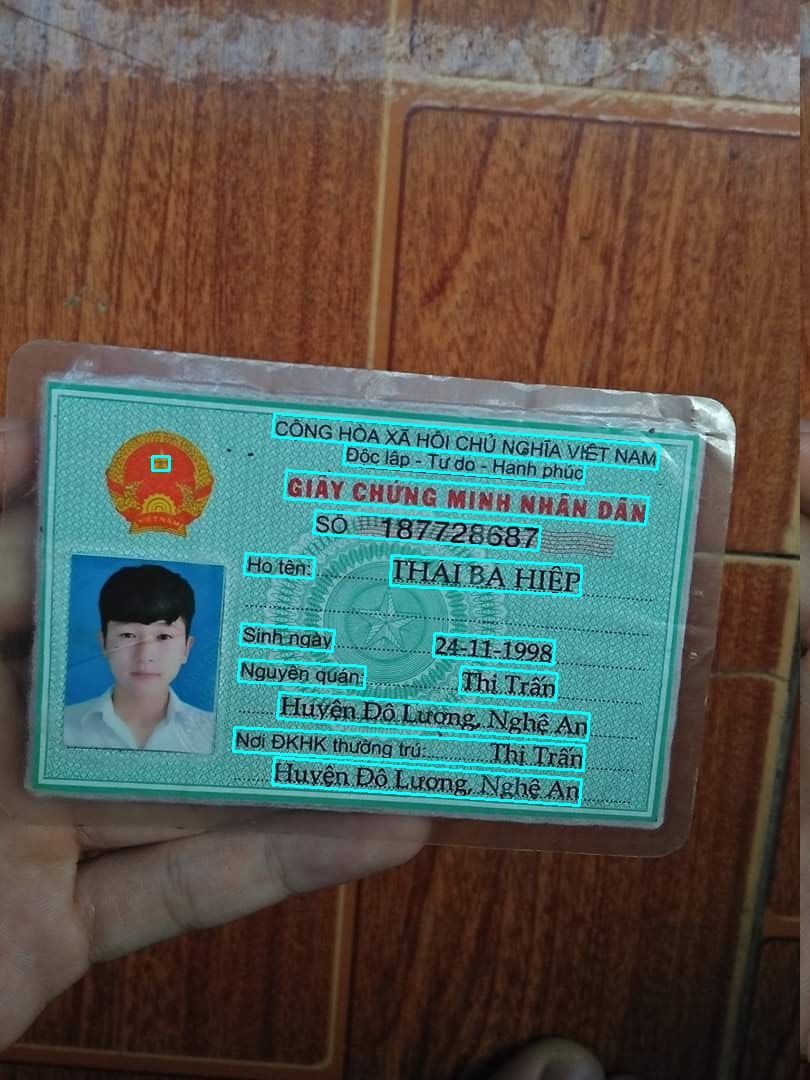 CỘNG HÒA XÃ HỘI CHỦ NGHĨA VIỆT NAM
Độc lập - Tự do - Hạnh phúc
GIẤY CHỨNG MINH NHÂN DÂN
SỐ 187728687
VIỆT NAM
Họ tên: THÁI BÁ HIỆP
Sinh ngày 24-11-1998
Nguyên quán: Thị Trấn
Huyện Đô Lương, Nghệ An
Nơi ĐKHK thường trú: Thị Trấn
Huyện Đô Lương, Nghệ An